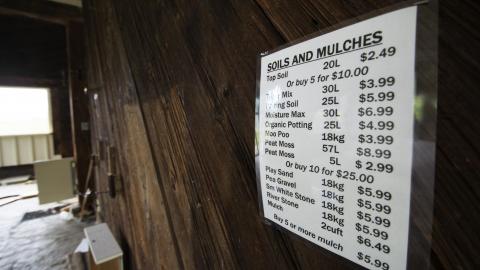 SOILS AND MULCHES
Top Soil 20L $2.49
Or buy 5 for $10.00
Mix 30L $3.99
Soil 25L $5.99
Moisture Max 30L $6.99
Organic Potting 25L $4.99
Moo Poo 18kg $3.99
Peat Moss 57L $8.99
Peat Moss 5L $ 2.99
Or buy 10 for $25.00
Play Sand 18kg $5.99
Pea Gravel 18kg $5.99
Sm White Stone 18kg $5.99
River Stone 18kg $5.99
Mulch 2cuft $6.49
Buy 5 or more mulch $5.99